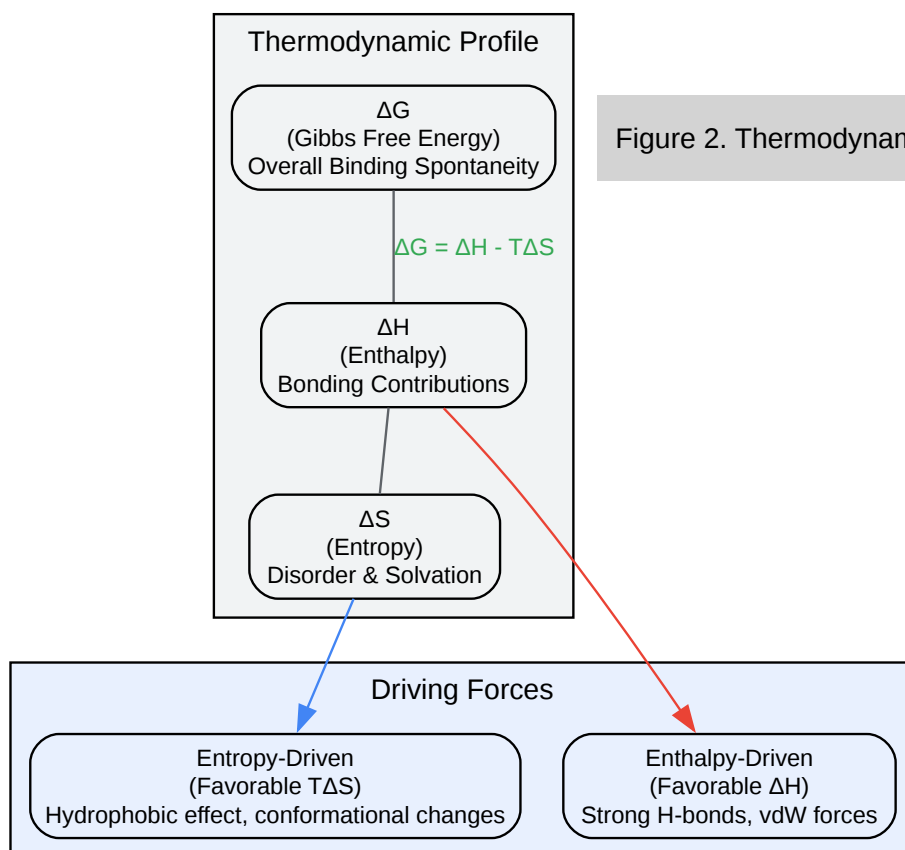 Thermodynamic Profile
ΔG
(Gibbs Free Energy)
Overall Binding Spontaneity
Figure 2. Thermodynam
ΔG = ΔH - TΔS
ΔH
(Enthalpy)
Bonding Contributions
ΔS
(Entropy)
Disorder & Solvation
Driving Forces
Entropy-Driven
(Favorable TΔS)
Hydrophobic effect, conformational changes
Enthalpy-Driven
(Favorable ΔH)
Strong H-bonds, vdW forces